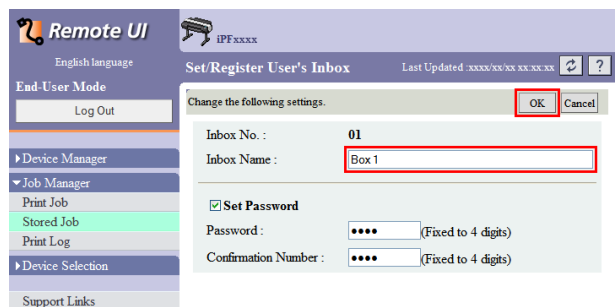 Remote UI
English language
End-User Mode
Log Out
▶Device Manager
▼Job Manager
Print Job
Stored Job
Print Log
▶Device Selection
Support Links
iPFxxxx
Set/Register User's Inbox Last Updated :xxxx/xx/xx xx:xx:xx ?
Change the following settings. OK Cancel
Inbox No. : 01
Inbox Name : Box 1
Set Password
Password : •••• (Fixed to 4 digits)
Confirmation Number : •••• (Fixed to 4 digits)